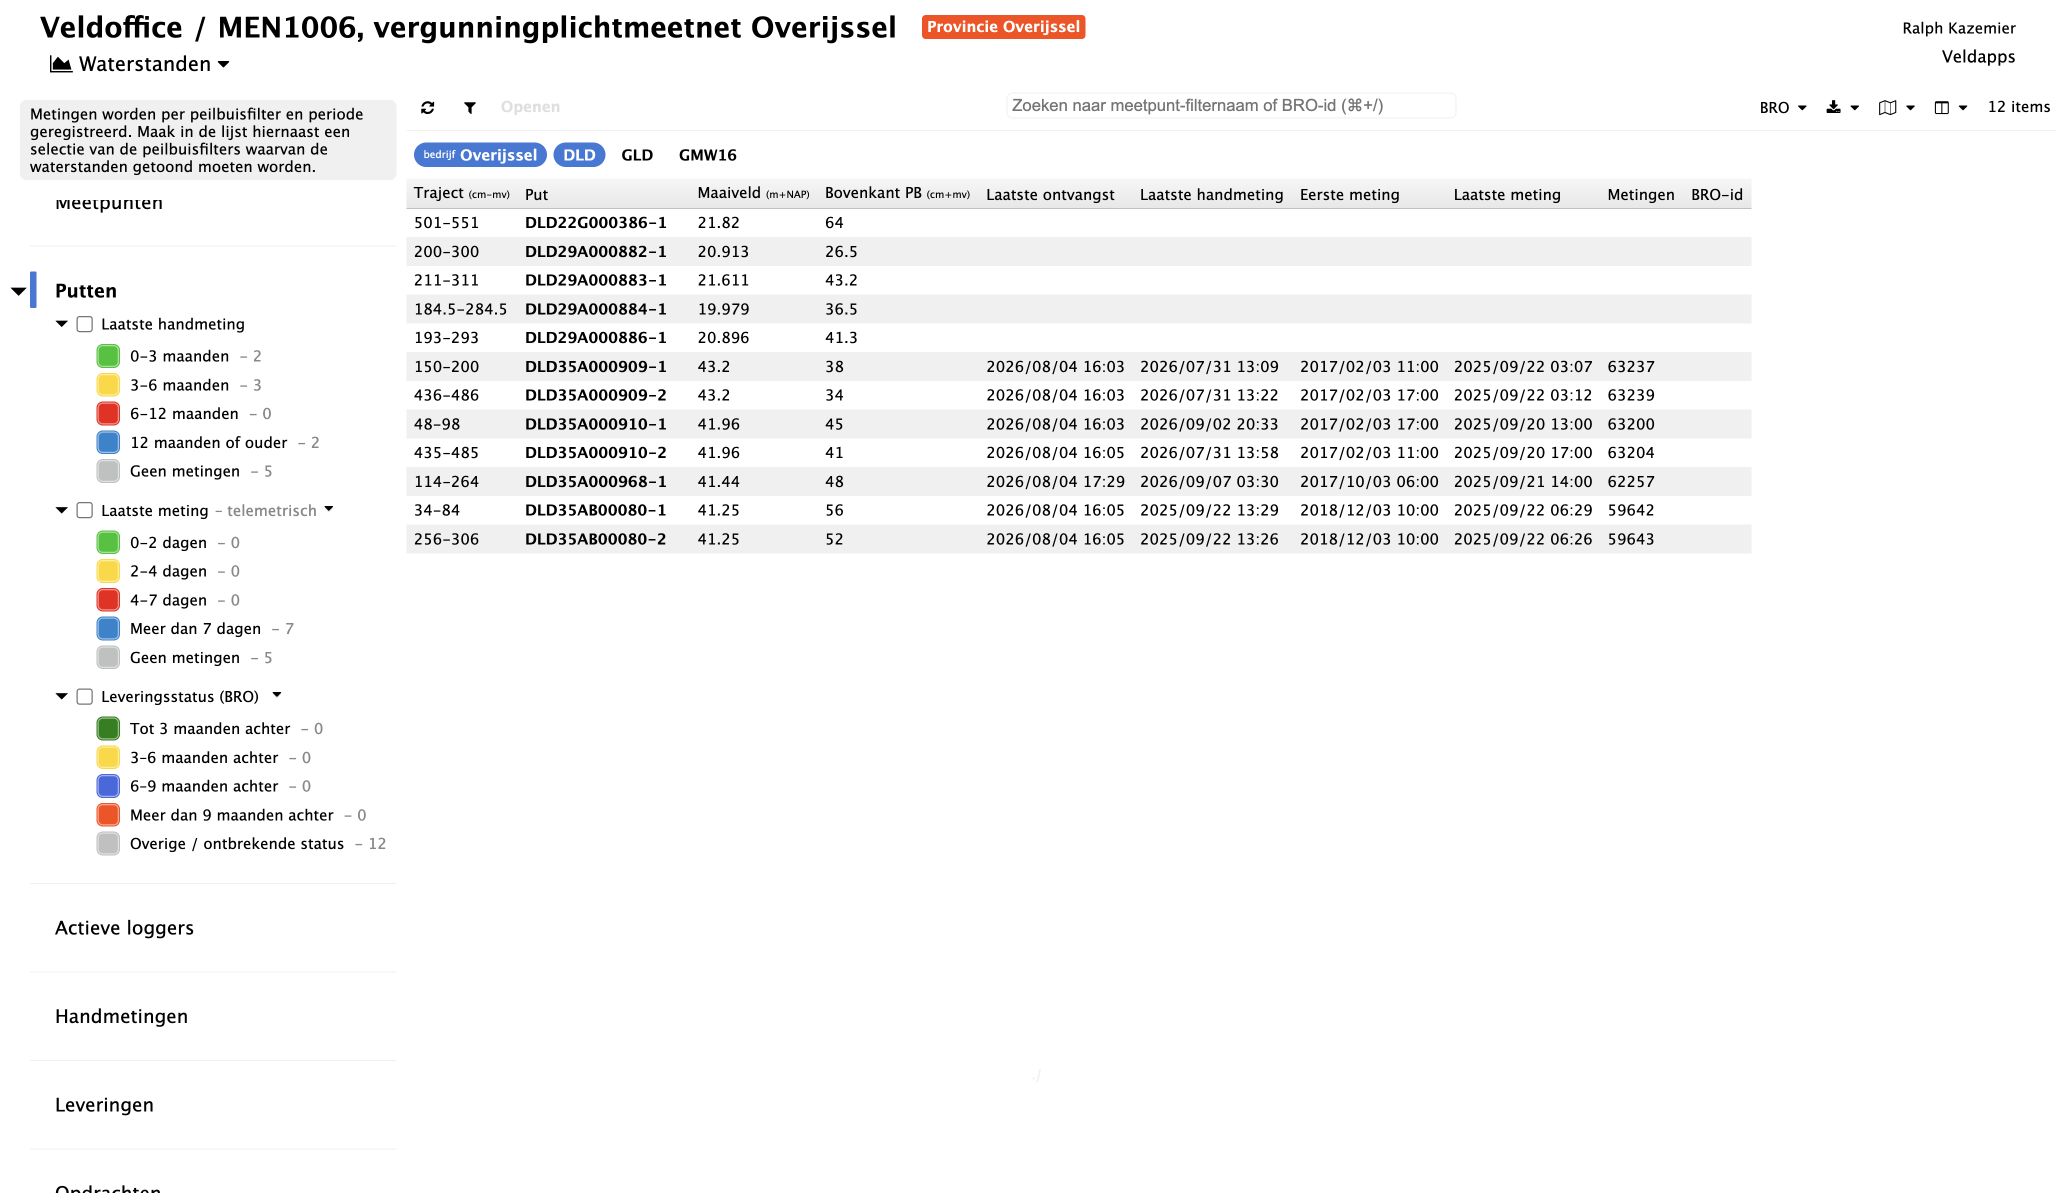 Veldoffice / MEN1006, vergunningplichtmeetnet Overijssel Provincie Overijssel
Ralph Kazemier
Waterstanden
Veldapps
Metingen worden per peilbuisfilter en periode
geregistreerd. Maak in de lijst hiernaast een
selectie van de peilbuisfilters waarvan de
waterstanden getoond moeten worden.
Openen
Zoeken naar meetpunt-filternaam of BRO-id (⌘+/)
BRO
12 items
bedrijf Overijssel DLD GLD GMW16
Meetpunten
Putten
Laatste handmeting
0-3 maanden – 2
3-6 maanden – 3
6-12 maanden – 0
12 maanden of ouder – 2
Geen metingen – 5
Laatste meting – telemetrisch
0-2 dagen – 0
2-4 dagen – 0
4-7 dagen – 0
Meer dan 7 dagen – 7
Geen metingen – 5
Leveringsstatus (BRO)
Tot 3 maanden achter – 0
3-6 maanden achter – 0
6-9 maanden achter – 0
Meer dan 9 maanden achter – 0
Overige / ontbrekende status – 12
Actieve loggers
Handmetingen
Leveringen
Opdrachten
Traject (cm-mv) Put Maaiveld (m+NAP) Bovenkant PB (cm+mv) Laatste ontvangst Laatste handmeting Eerste meting Laatste meting Metingen BRO-id
501-551 DLD22G000386-1 21.82 64
200-300 DLD29A000882-1 20.913 26.5
211-311 DLD29A000883-1 21.611 43.2
184.5-284.5 DLD29A000884-1 19.979 36.5
193-293 DLD29A000886-1 20.896 41.3
150-200 DLD35A000909-1 43.2 38 2026/08/04 16:03 2026/07/31 13:09 2017/02/03 11:00 2025/09/22 03:07 63237
436-486 DLD35A000909-2 43.2 34 2026/08/04 16:03 2026/07/31 13:22 2017/02/03 17:00 2025/09/22 03:12 63239
48-98 DLD35A000910-1 41.96 45 2026/08/04 16:03 2026/09/02 20:33 2017/02/03 17:00 2025/09/20 13:00 63200
435-485 DLD35A000910-2 41.96 41 2026/08/04 16:05 2026/07/31 13:58 2017/02/03 11:00 2025/09/20 17:00 63204
114-264 DLD35A000968-1 41.44 48 2026/08/04 17:29 2026/09/07 03:30 2017/10/03 06:00 2025/09/21 14:00 62257
34-84 DLD35AB00080-1 41.25 56 2026/08/04 16:05 2025/09/22 13:29 2018/12/03 10:00 2025/09/22 06:29 59642
256-306 DLD35AB00080-2 41.25 52 2026/08/04 16:05 2025/09/22 13:26 2018/12/03 10:00 2025/09/22 06:26 59643
/